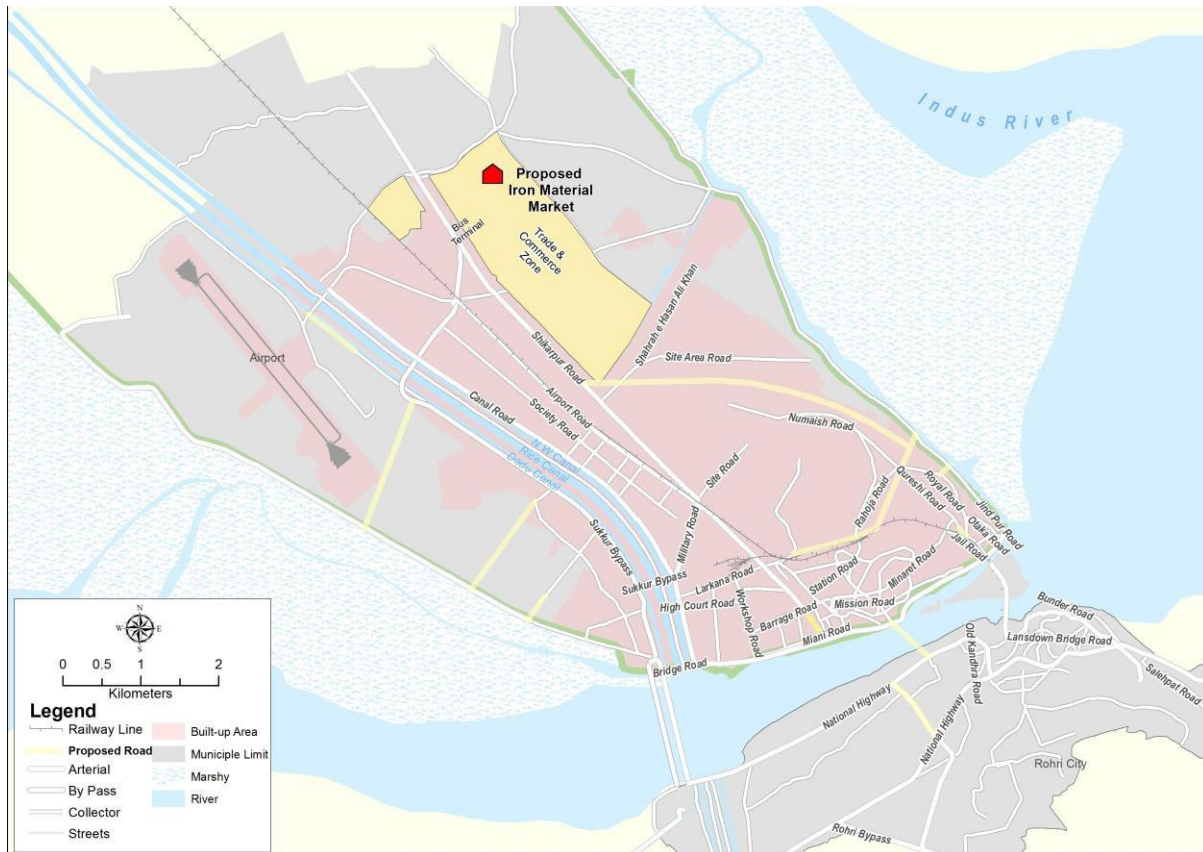 Indus River
Proposed
Iron Material
Market
Bus
Terminal
Trade &
Commerce
Zone
Shahrah e Hasan Ali Khan
Airport
Shikarpur Road
Site Area Road
Airport Road
Society Road
Canal Road
N.W Canal
Rice Canal
Dadu Canal
Numaish Road
Site Road
Royal Road
Qureshi Road
Rahoja Road
Jind Pur Road
Otaka Road
Jail Road
Military Road
Sukkur Bypass
Sukkur Bypass
Larkana Road
Station Road
Minaret Road
High Court Road
Workshop Road
Barrage Road
Mission Road
Miani Road
Bridge Road
Bunder Road
Lansdown Bridge Road
Old Kandhra Road
Salehpat Road
National Highway
National Highway
Rohri City
Rohri Bypass
N
W E
S
0 0.5 1 2
Kilometers
Legend
Railway Line
Proposed Road
Arterial
By Pass
Collector
Streets
Built-up Area
Municiple Limit
Marshy
River